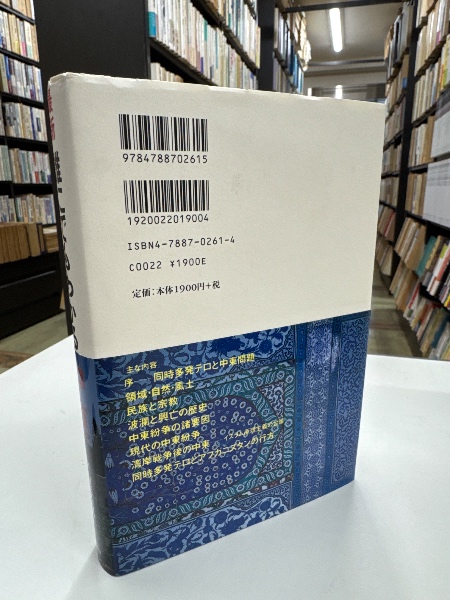 9784788702615
1920022019004
ISBN4-7887-0261-4
C0022 ¥1900E
定価:本体1900円+税
主な内容
序 同時多発テロと中東問題
領域・自然・風土
民族と宗教
波瀾と興亡の歴史
中東紛争の諸要因
現代の中東紛争
湾岸戦争後の中東
同時多発テロとアフガニスタンの行方